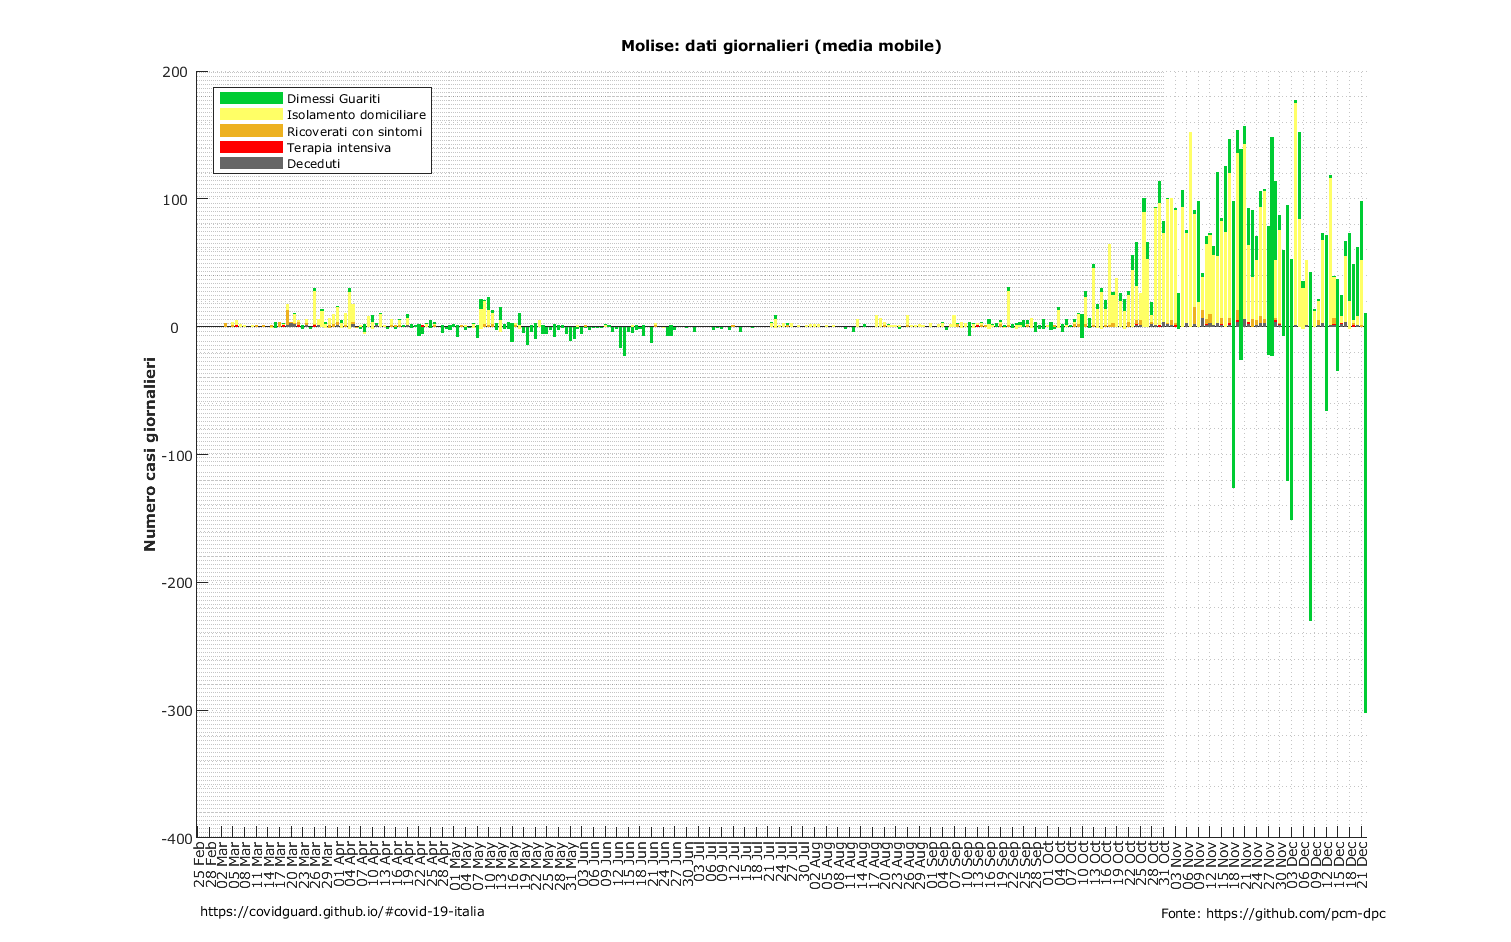 Molise: dati giornalieri (media mobile)
Dimessi Guariti
Isolamento domiciliare
Ricoverati con sintomi
Terapia intensiva
Deceduti
Numero casi giornalieri
200
100
0
-100
-200
-300
-400
25 Feb
28 Feb
02 Mar
05 Mar
08 Mar
11 Mar
14 Mar
17 Mar
20 Mar
23 Mar
26 Mar
29 Mar
01 Apr
04 Apr
07 Apr
10 Apr
13 Apr
16 Apr
19 Apr
22 Apr
25 Apr
28 Apr
01 May
04 May
07 May
10 May
13 May
16 May
19 May
22 May
25 May
28 May
31 May
03 Jun
06 Jun
09 Jun
12 Jun
15 Jun
18 Jun
21 Jun
24 Jun
27 Jun
30 Jun
03 Jul
06 Jul
09 Jul
12 Jul
15 Jul
18 Jul
21 Jul
24 Jul
27 Jul
30 Jul
02 Aug
05 Aug
08 Aug
11 Aug
14 Aug
17 Aug
20 Aug
23 Aug
26 Aug
29 Aug
01 Sep
04 Sep
07 Sep
10 Sep
13 Sep
16 Sep
19 Sep
22 Sep
25 Sep
28 Sep
01 Oct
04 Oct
07 Oct
10 Oct
13 Oct
16 Oct
19 Oct
22 Oct
25 Oct
28 Oct
31 Oct
03 Nov
06 Nov
09 Nov
12 Nov
15 Nov
18 Nov
21 Nov
24 Nov
27 Nov
30 Nov
03 Dec
06 Dec
09 Dec
12 Dec
15 Dec
18 Dec
21 Dec
https://covidguard.github.io/#covid-19-italia
Fonte: https://github.com/pcm-dpc